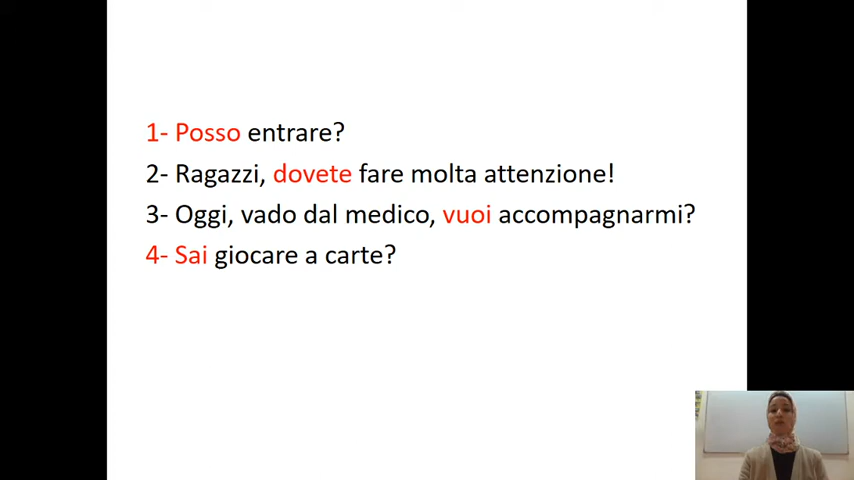 1- Posso entrare?
2- Ragazzi, dovete fare molta attenzione!
3- Oggi, vado dal medico, vuoi accompagnarmi?
4- Sai giocare a carte?